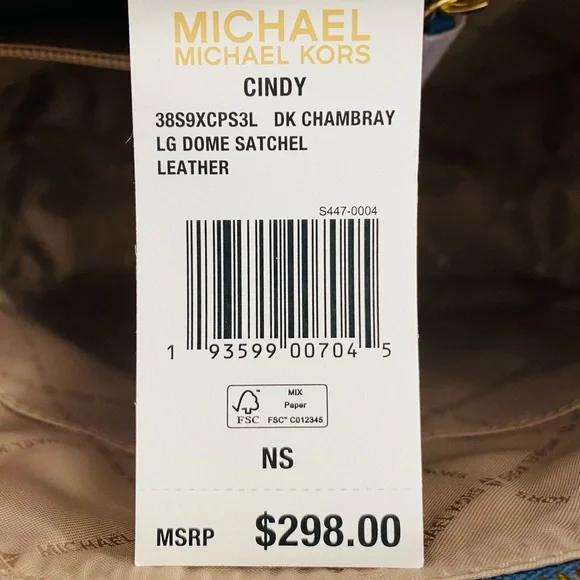 MICHAEL
MICHAEL KORS
CINDY
38S9XCPS3L DK CHAMBRAY
LG DOME SATCHEL
LEATHER
S447-0004
1 93599 00704 5
FSC
MIX
Paper
FSC™ C012345
NS
MSRP $298.00